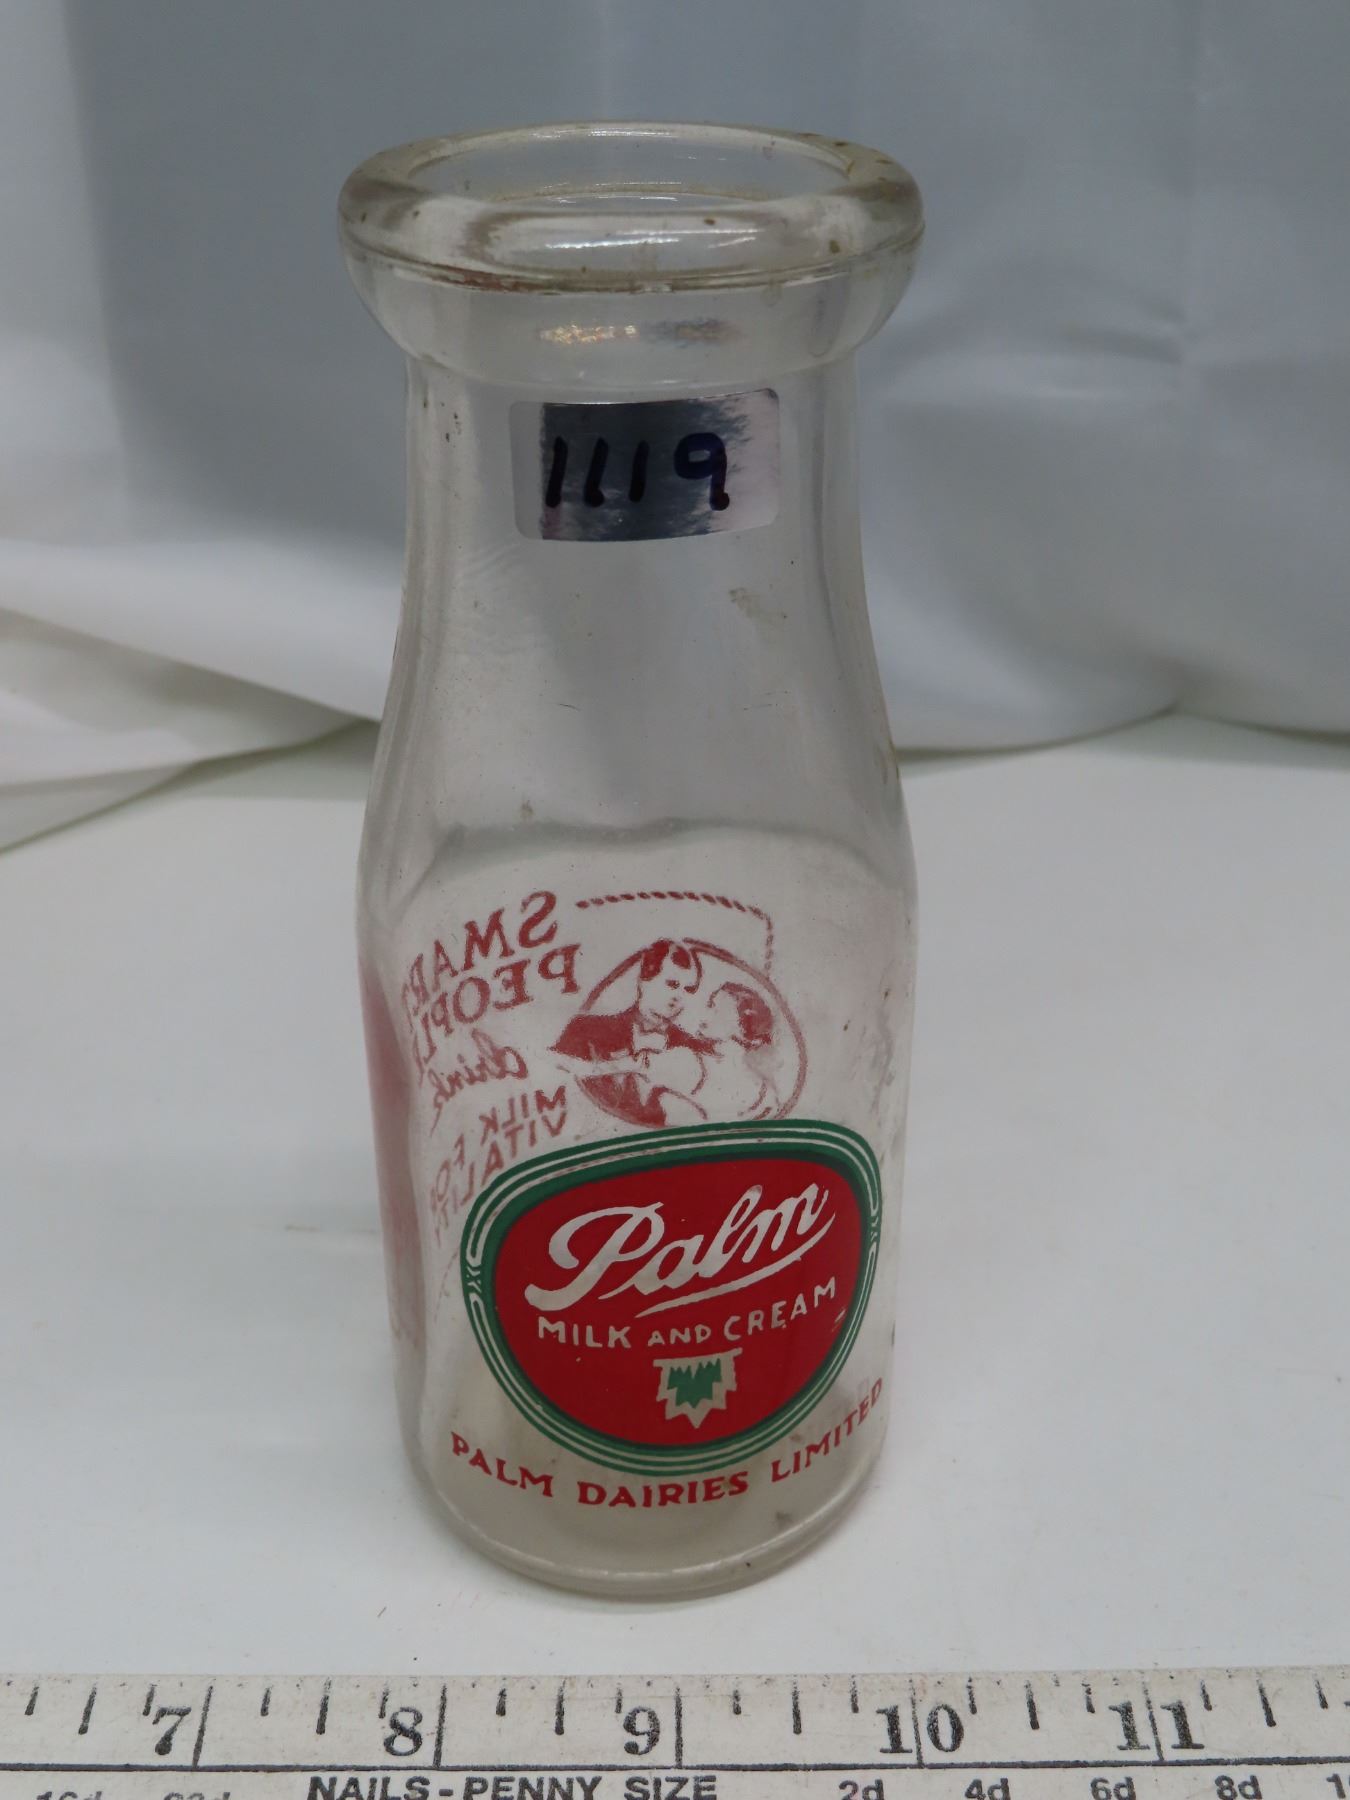 1119
SMART
PEOPLE
drink
MILK FOR
VITALITY
Palm
MILK AND CREAM
PALM DAIRIES LIMITED
7 8 9 10 11
NAILS - PENNY SIZE 2d 4d 6d 8d